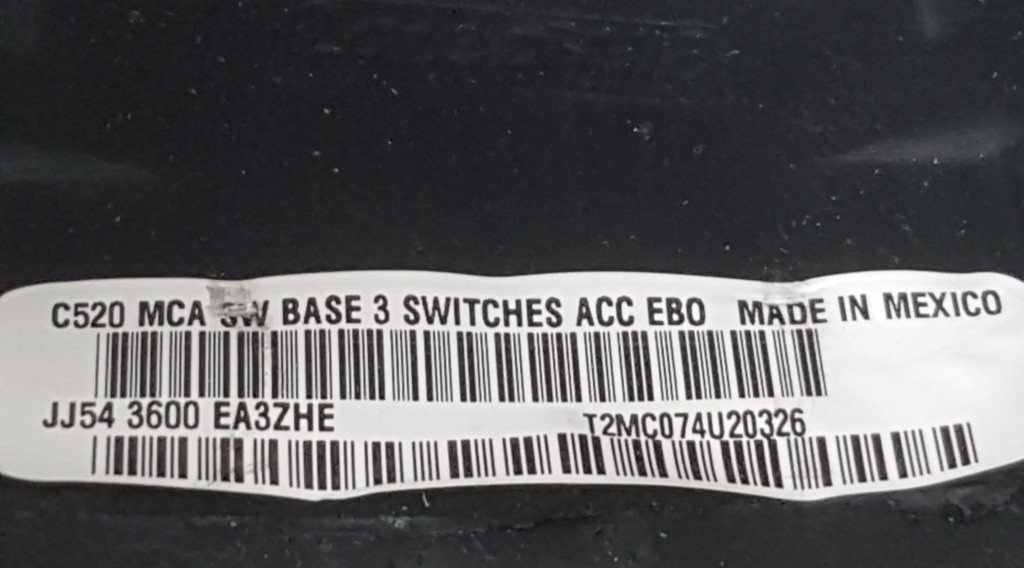 C520 MCA SW BASE 3 SWITCHES ACC EBO MADE IN MEXICO
JJ54 3600 EA3ZHE T2MC074U20326